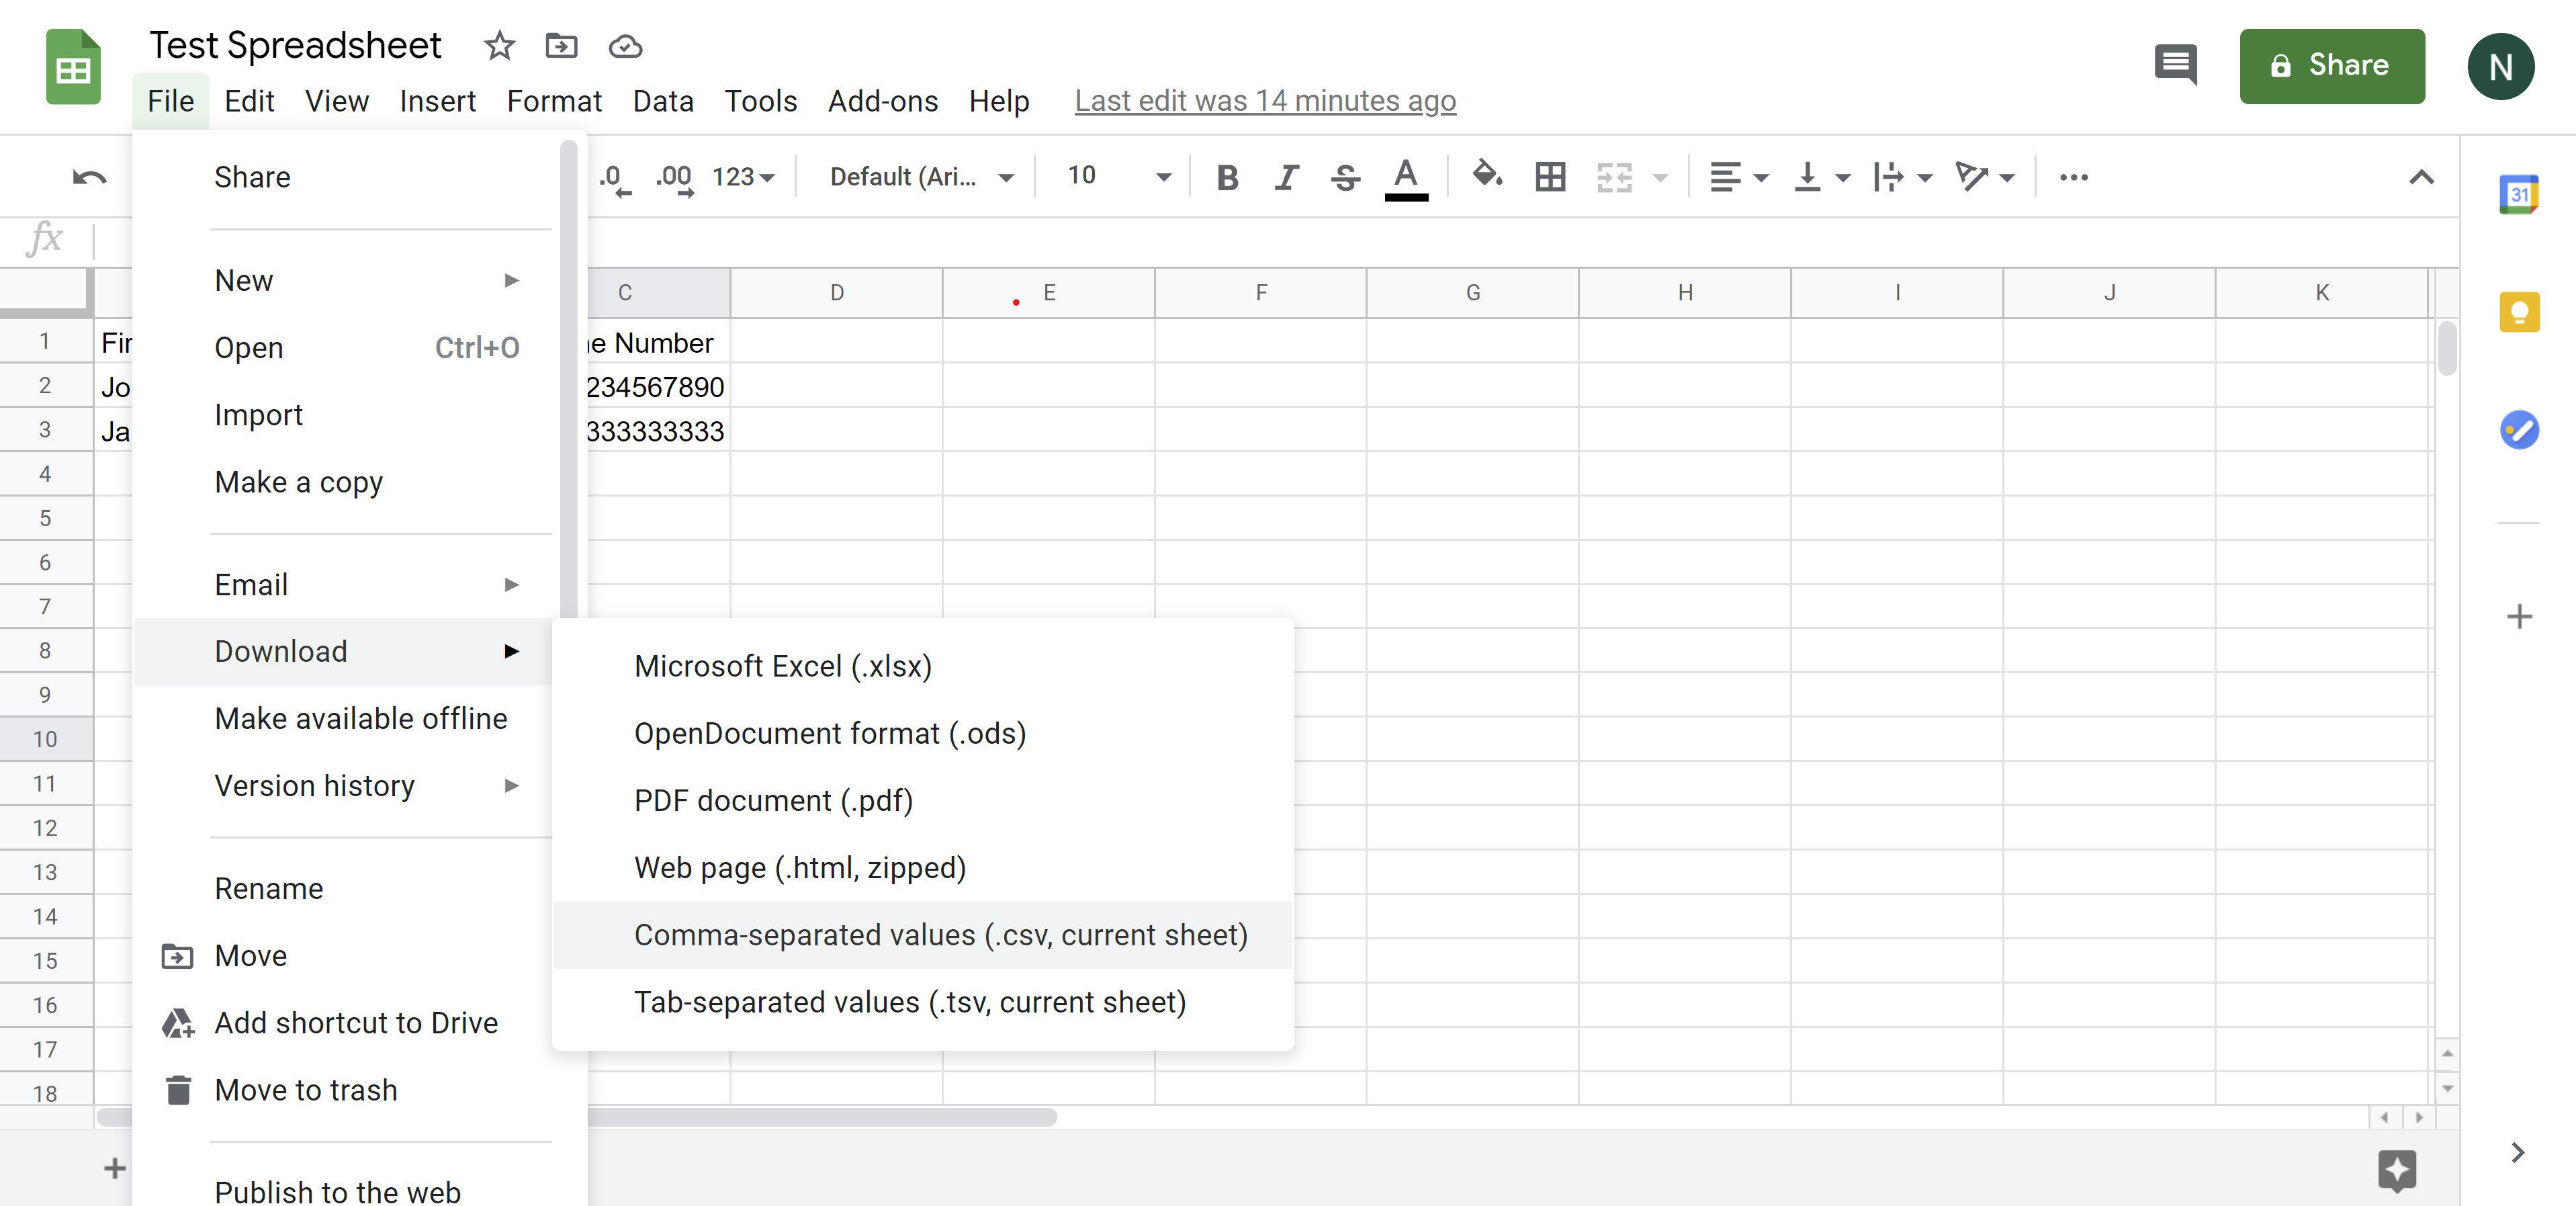 Test Spreadsheet
File Edit View Insert Format Data Tools Add-ons Help Last edit was 14 minutes ago
Share
N
.0 .00 123 Default (Ari... 10 B I S A
31
fx
C D E F G H I J K
1 Fir e Number
2 Jo 234567890
3 Ja 333333333
4
5
6
7
8
9
10
11
12
13
14
15
16
17
18
Share
New
Open Ctrl+O
Import
Make a copy
Email
Download
Make available offline
Version history
Rename
Move
Add shortcut to Drive
Move to trash
Publish to the web
Microsoft Excel (.xlsx)
OpenDocument format (.ods)
PDF document (.pdf)
Web page (.html, zipped)
Comma-separated values (.csv, current sheet)
Tab-separated values (.tsv, current sheet)